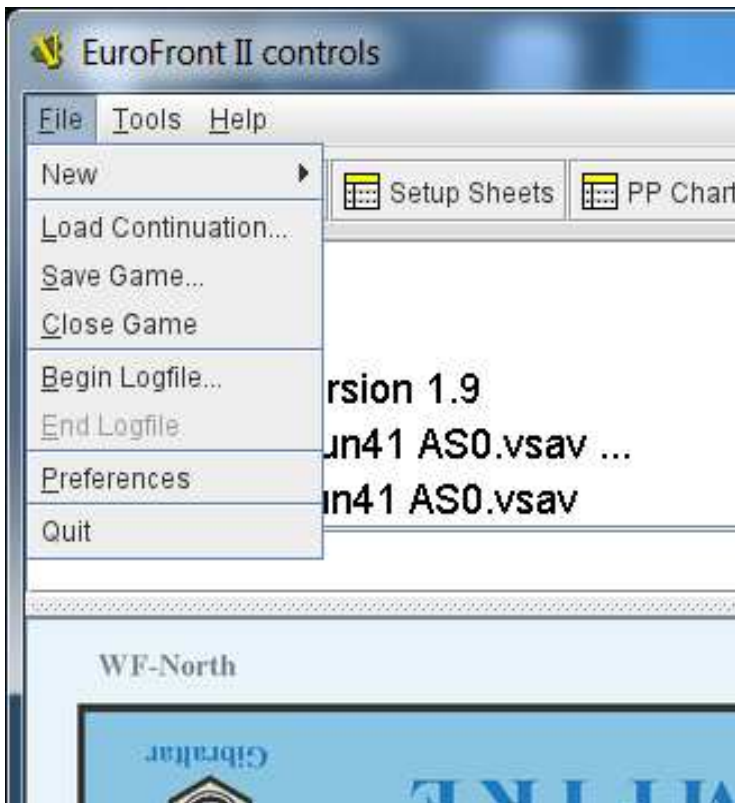 EuroFront II controls
File Tools Help
New
Setup Sheets PP Chart
Load Continuation...
Save Game...
Close Game
Begin Logfile...
rsion 1.9
End Logfile
un41 AS0.vsav ...
Preferences
n41 AS0.vsav
Quit
WF-North
Gibraltar